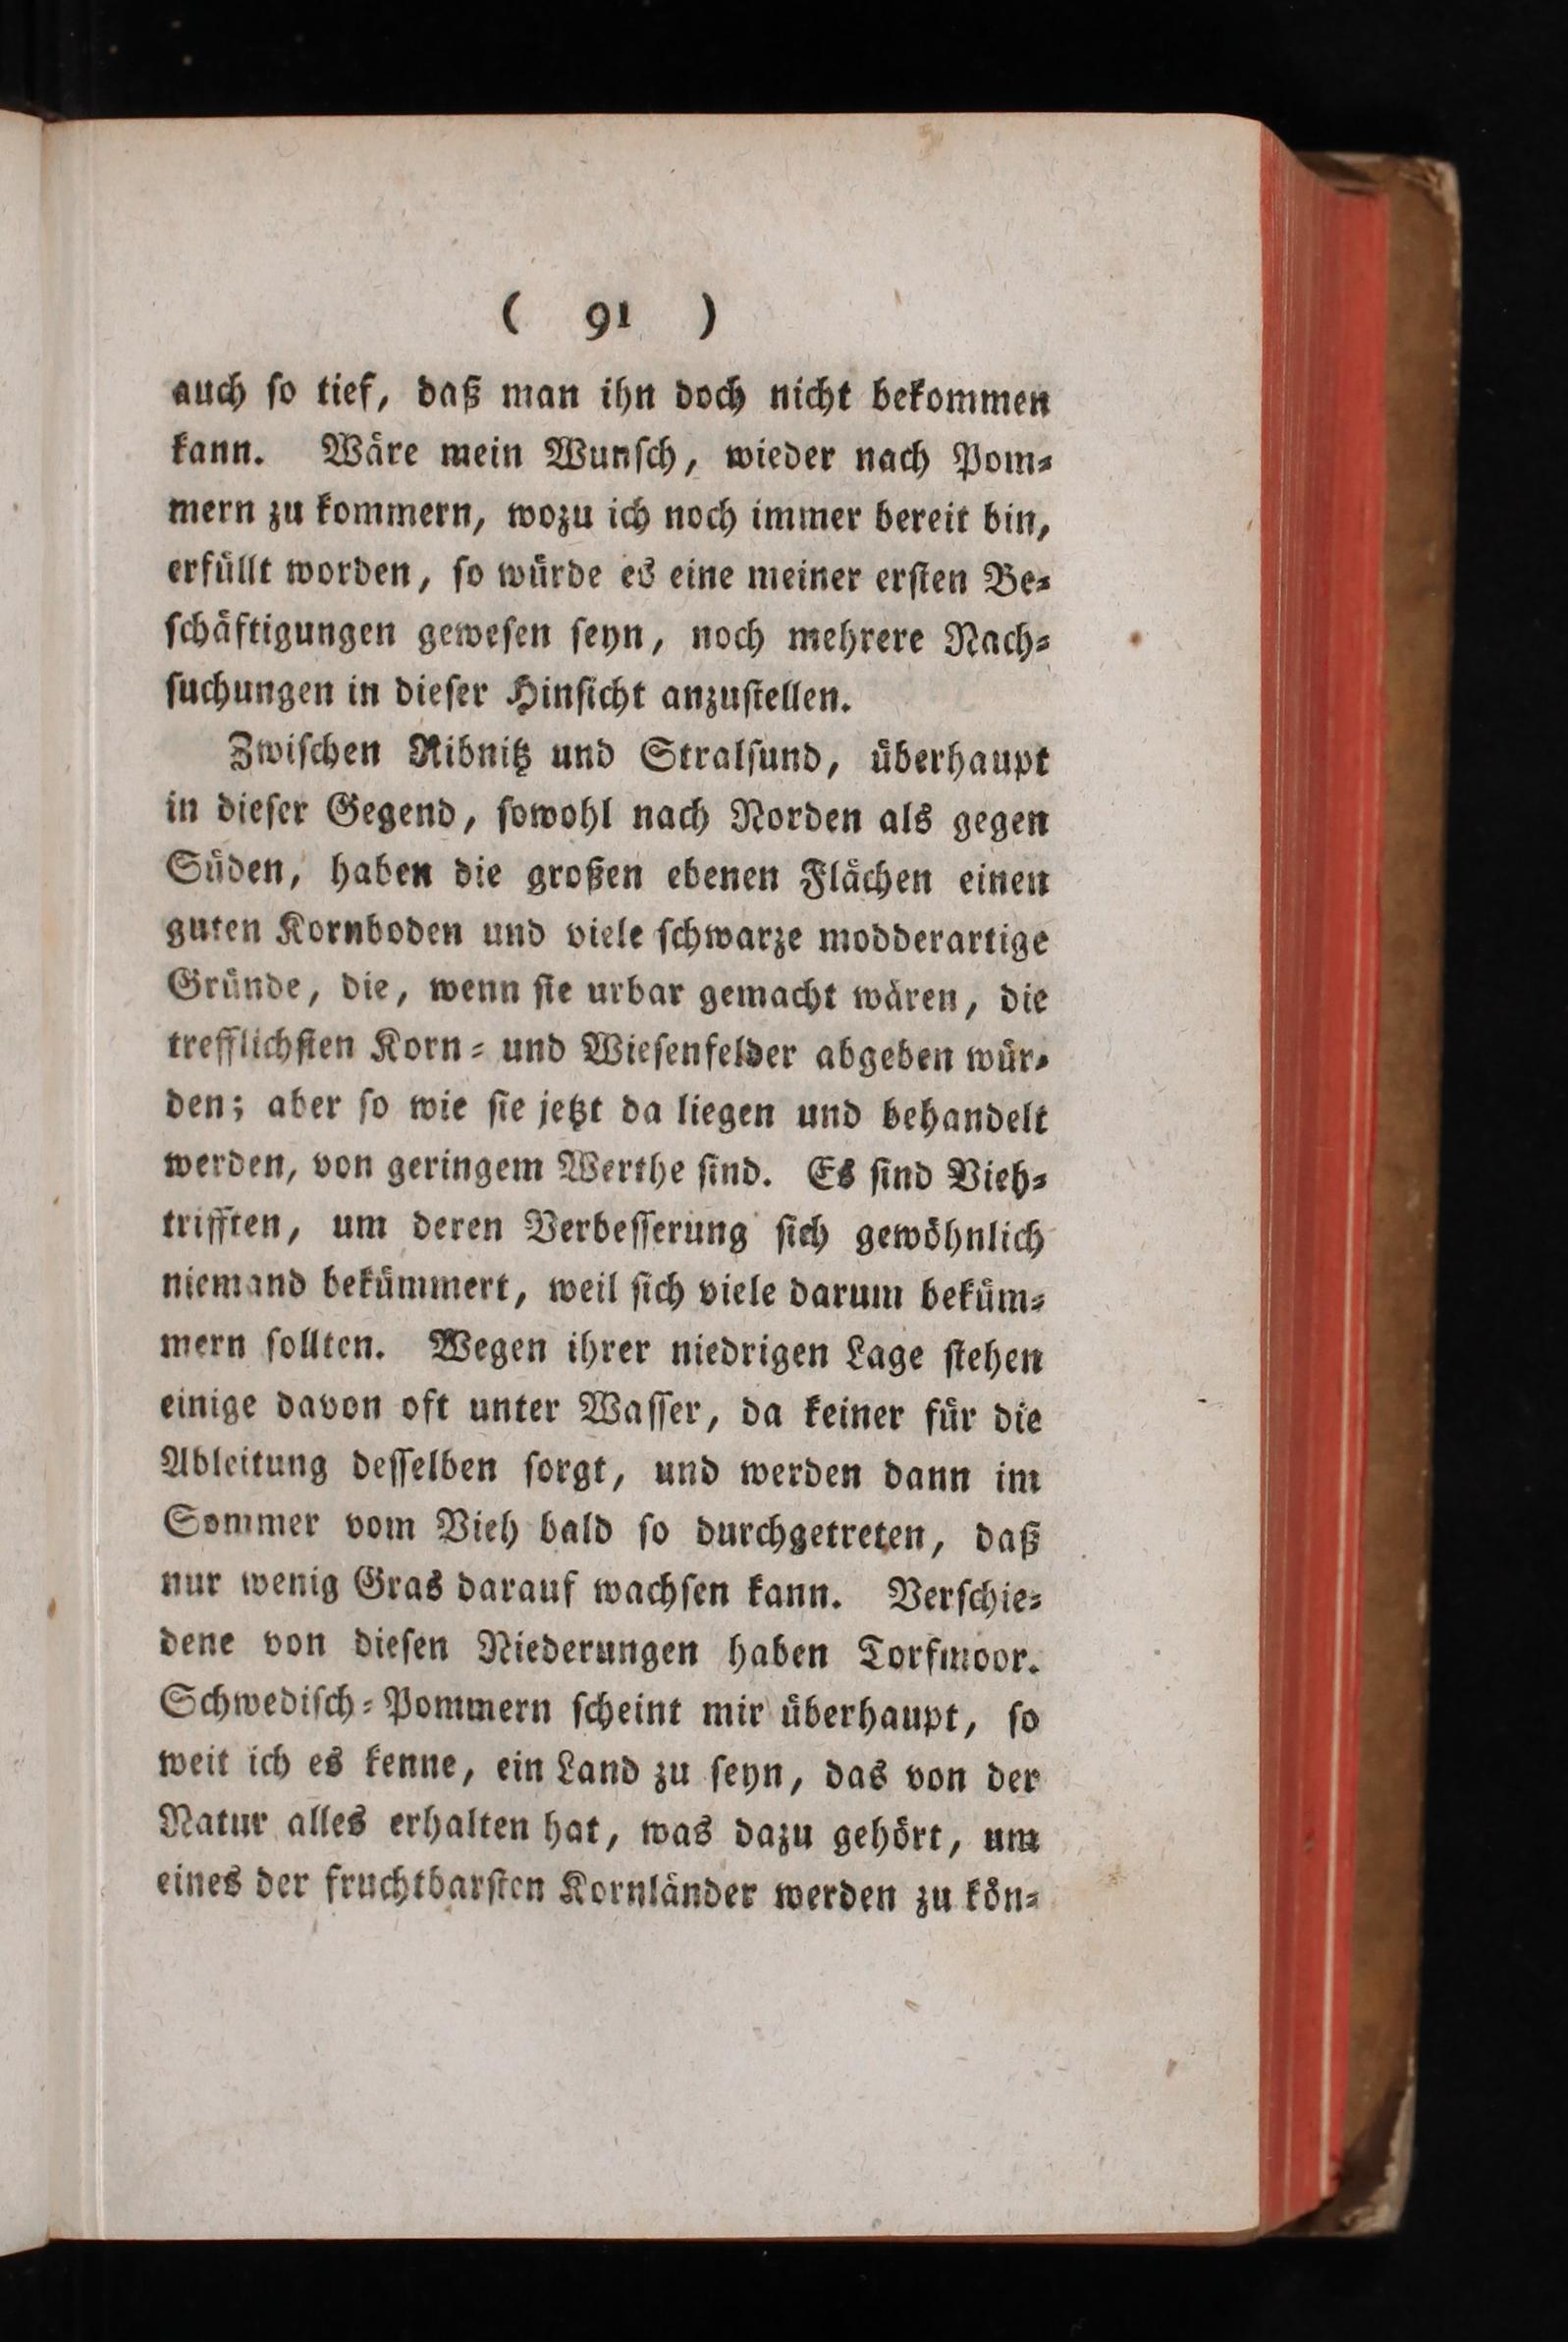 ( 91 )
auch ſo tief, daß man ihn doch nicht bekommen
kann. Wäre mein Wunſch, wieder nach Pom⸗
mern zu kommern, wozu ich noch immer bereit bin,
erfüllt worden, ſo würde es eine meiner erſten Be⸗
ſchäftigungen geweſen ſeyn, noch mehrere Nach⸗
ſuchungen in dieſer Hinſicht anzuſtellen.
Zwiſchen Ribnitz und Stralſund, überhaupt
in dieſer Gegend, ſowohl nach Norden als gegen
Süden, haben die großen ebenen Flächen einen
guten Kornboden und viele ſchwarze modderartige
Gründe, die, wenn ſie urbar gemacht wären, die
trefflichſten Korn⸗ und Wieſenfelder abgeben wür⸗
den; aber ſo wie ſie jetzt da liegen und behandelt
werden, von geringem Werthe ſind. Es ſind Vieh⸗
trifften, um deren Verbeſſerung ſich gewöhnlich
niemand bekümmert, weil ſich viele darum beküm⸗
mern ſollten. Wegen ihrer niedrigen Lage ſtehen
einige davon oft unter Waſſer, da keiner für die
Ableitung deſſelben ſorgt, und werden dann im
Sommer vom Vieh bald ſo durchgetreten, daß
nur wenig Gras darauf wachſen kann. Verſchie⸗
dene von dieſen Niederungen haben Torfmoor.
Schwediſch⸗Pommern ſcheint mir überhaupt, ſo
weit ich es kenne, ein Land zu ſeyn, das von der
Natur alles erhalten hat, was dazu gehört, um
eines der fruchtbarſten Kornländer werden zu kön⸗